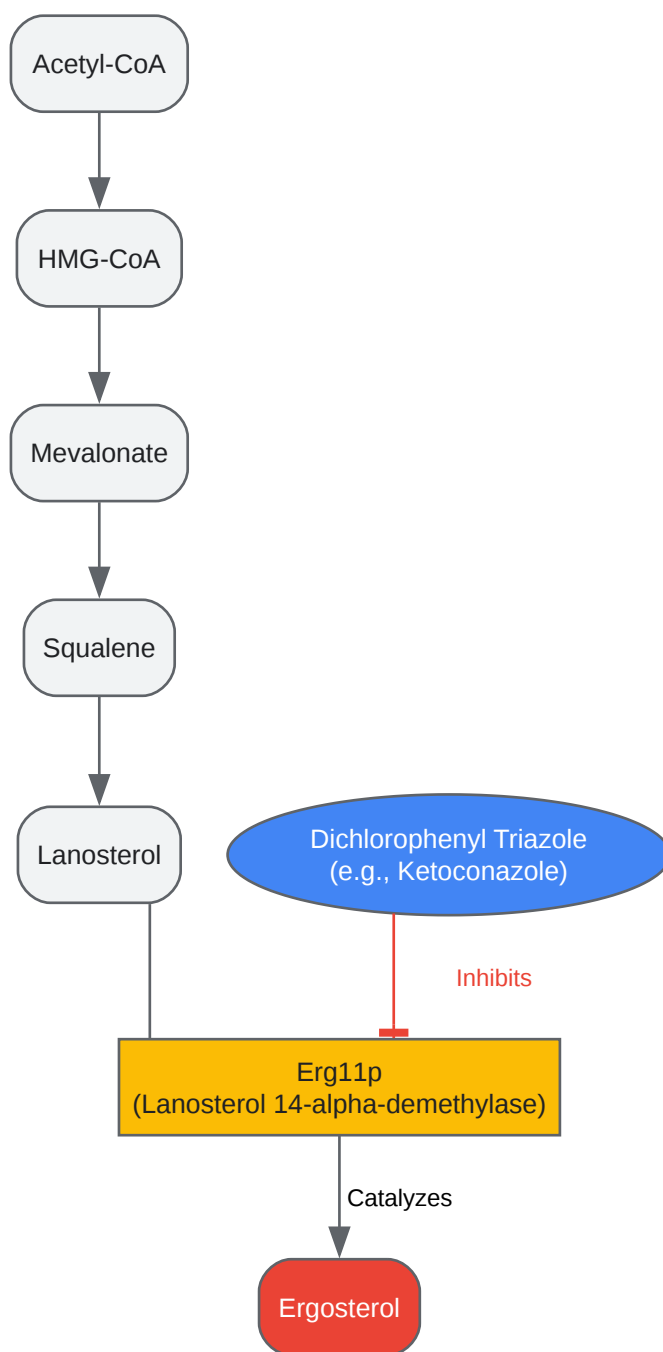 Acetyl-CoA
HMG-CoA
Mevalonate
Squalene
Lanosterol
Dichlorophenyl Triazole
(e.g., Ketoconazole)
Inhibits
Erg11p
(Lanosterol 14-alpha-demethylase)
Catalyzes
Ergosterol